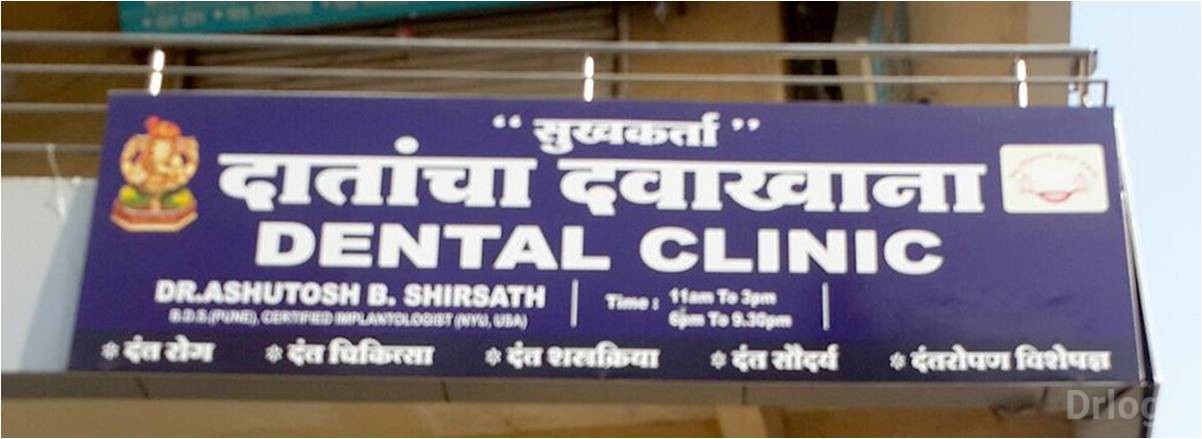 “ सुखकर्ता ”
दातांचा दवाखाना
DENTAL CLINIC
DR.ASHUTOSH B. SHIRSATH
B.D.S.(PUNE), CERTIFIED IMPLANTOLOGIST (NYU, USA)
Time : 11am To 3pm
6pm To 9.30pm
* दंत रोग * दंत चिकित्सा * दंत शस्त्रक्रिया * दंत सौंदर्य * दंतरोपण विशेषज्ञ
Drlogy